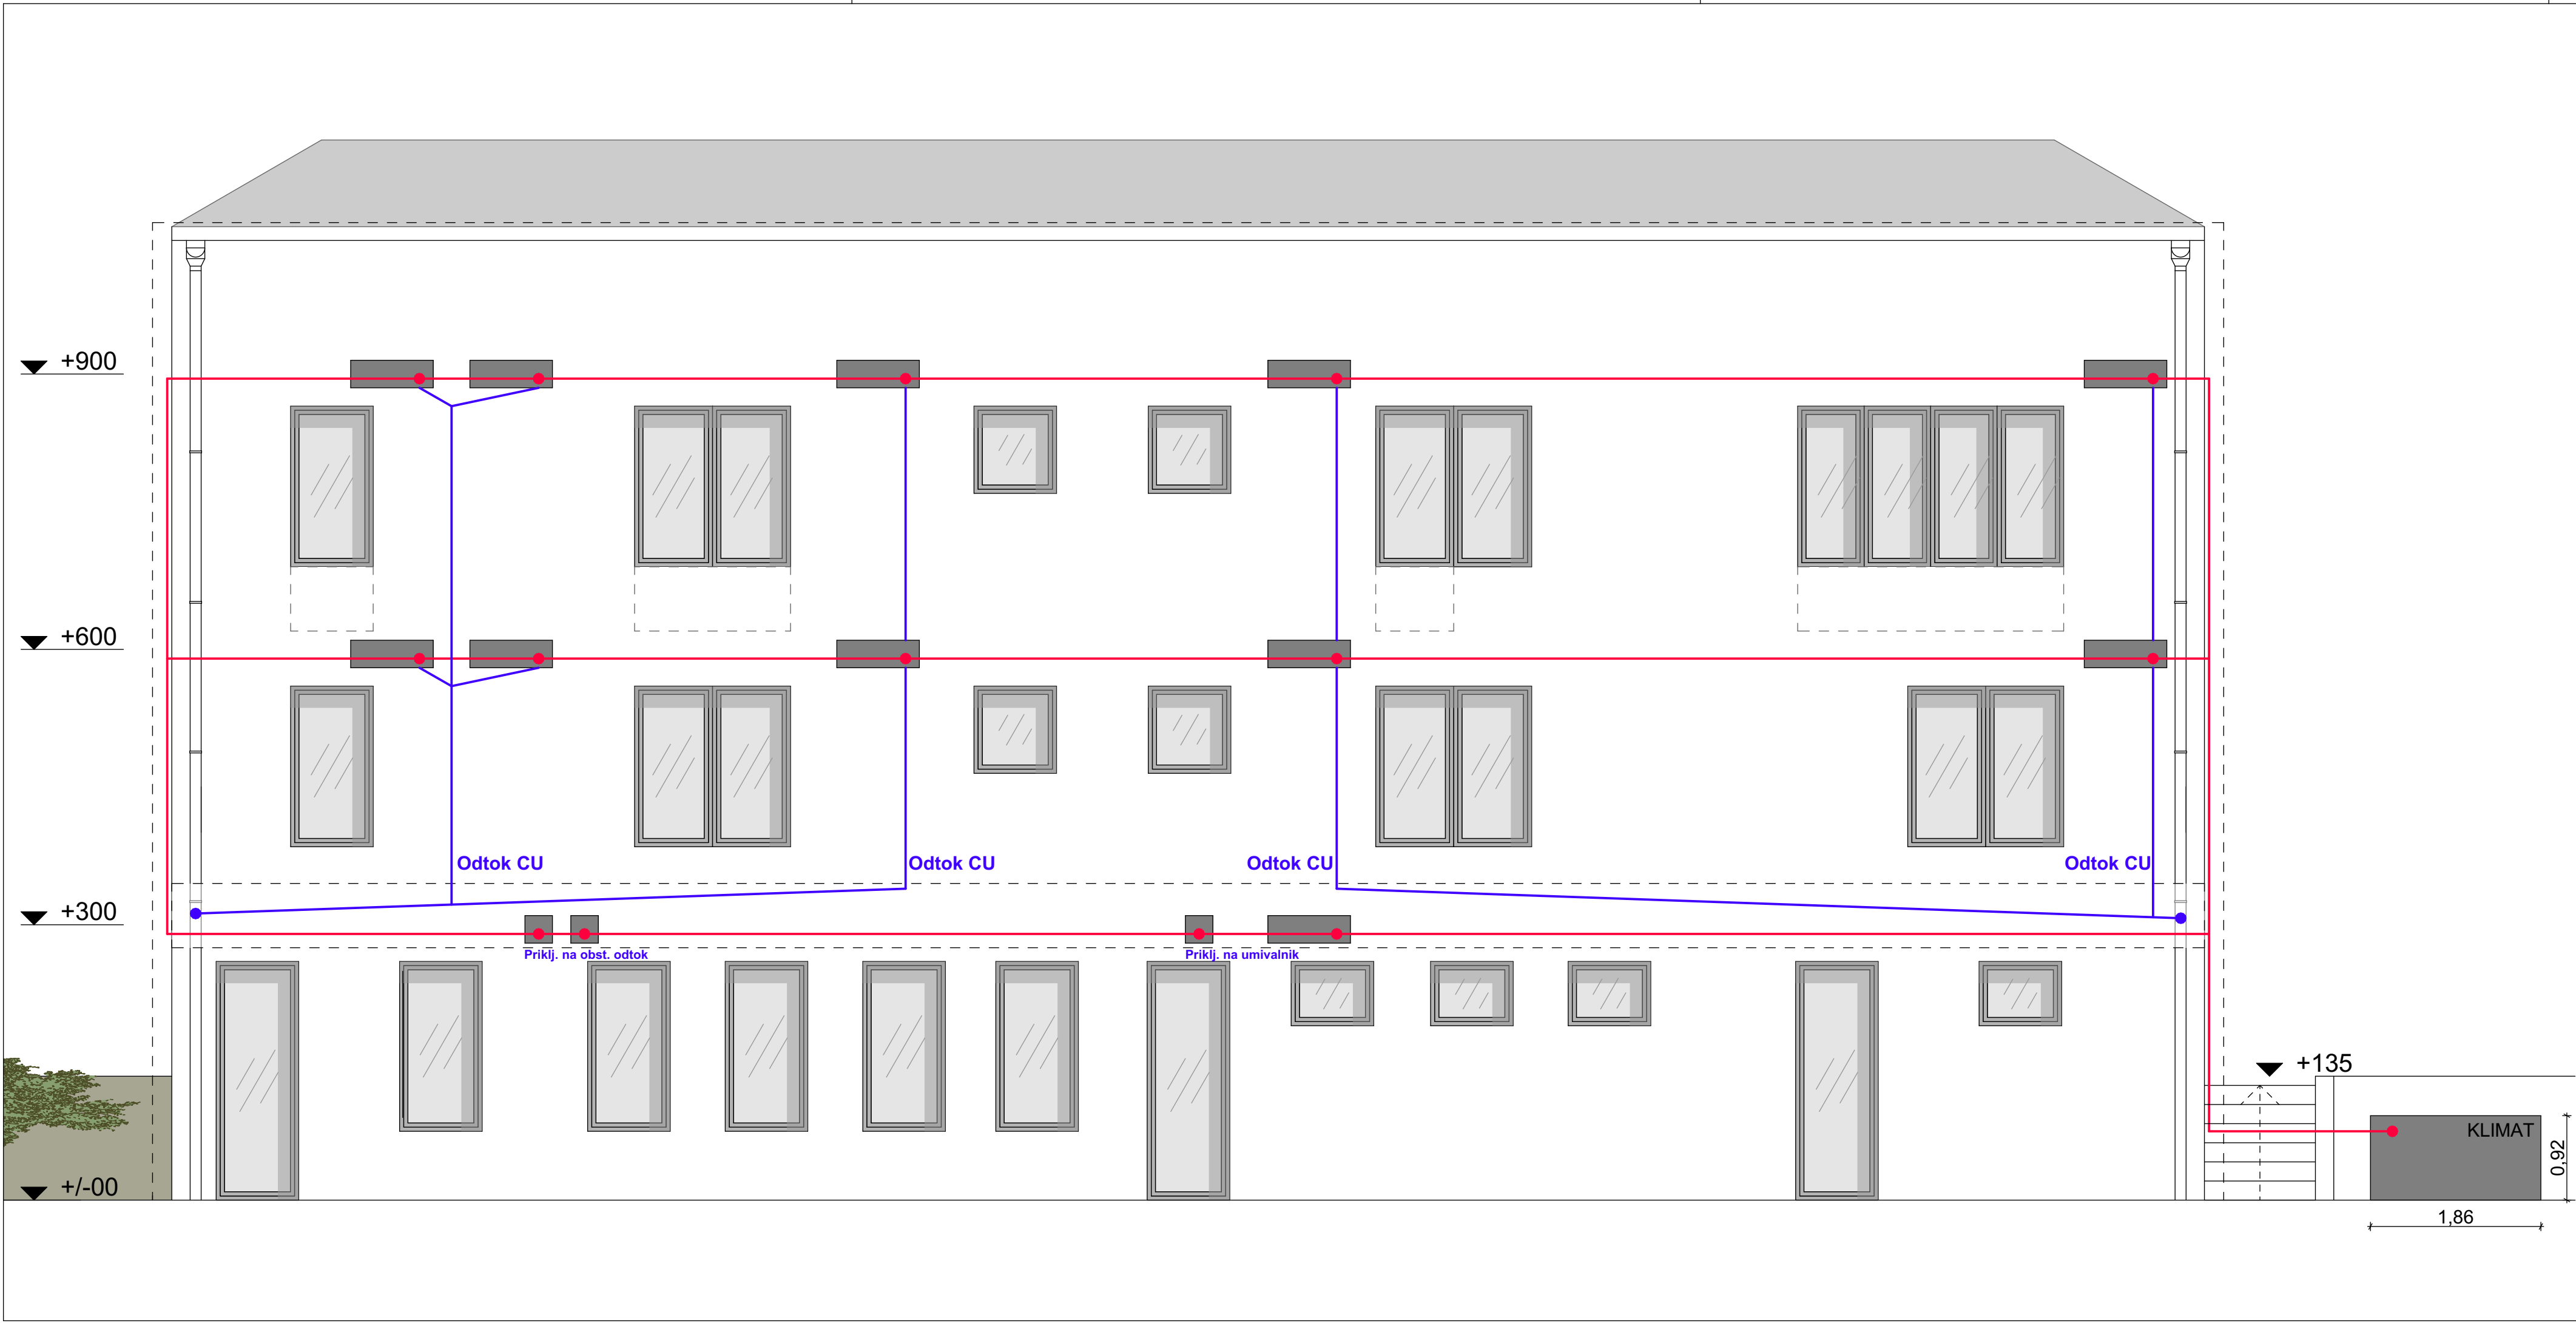 +900
+600
Odtok CU
Odtok CU
Odtok CU
Odtok CU
+300
Priklj. na obst. odtok
Priklj. na umivalnik
+135
KLIMAT
0,92
+/-00
1,86